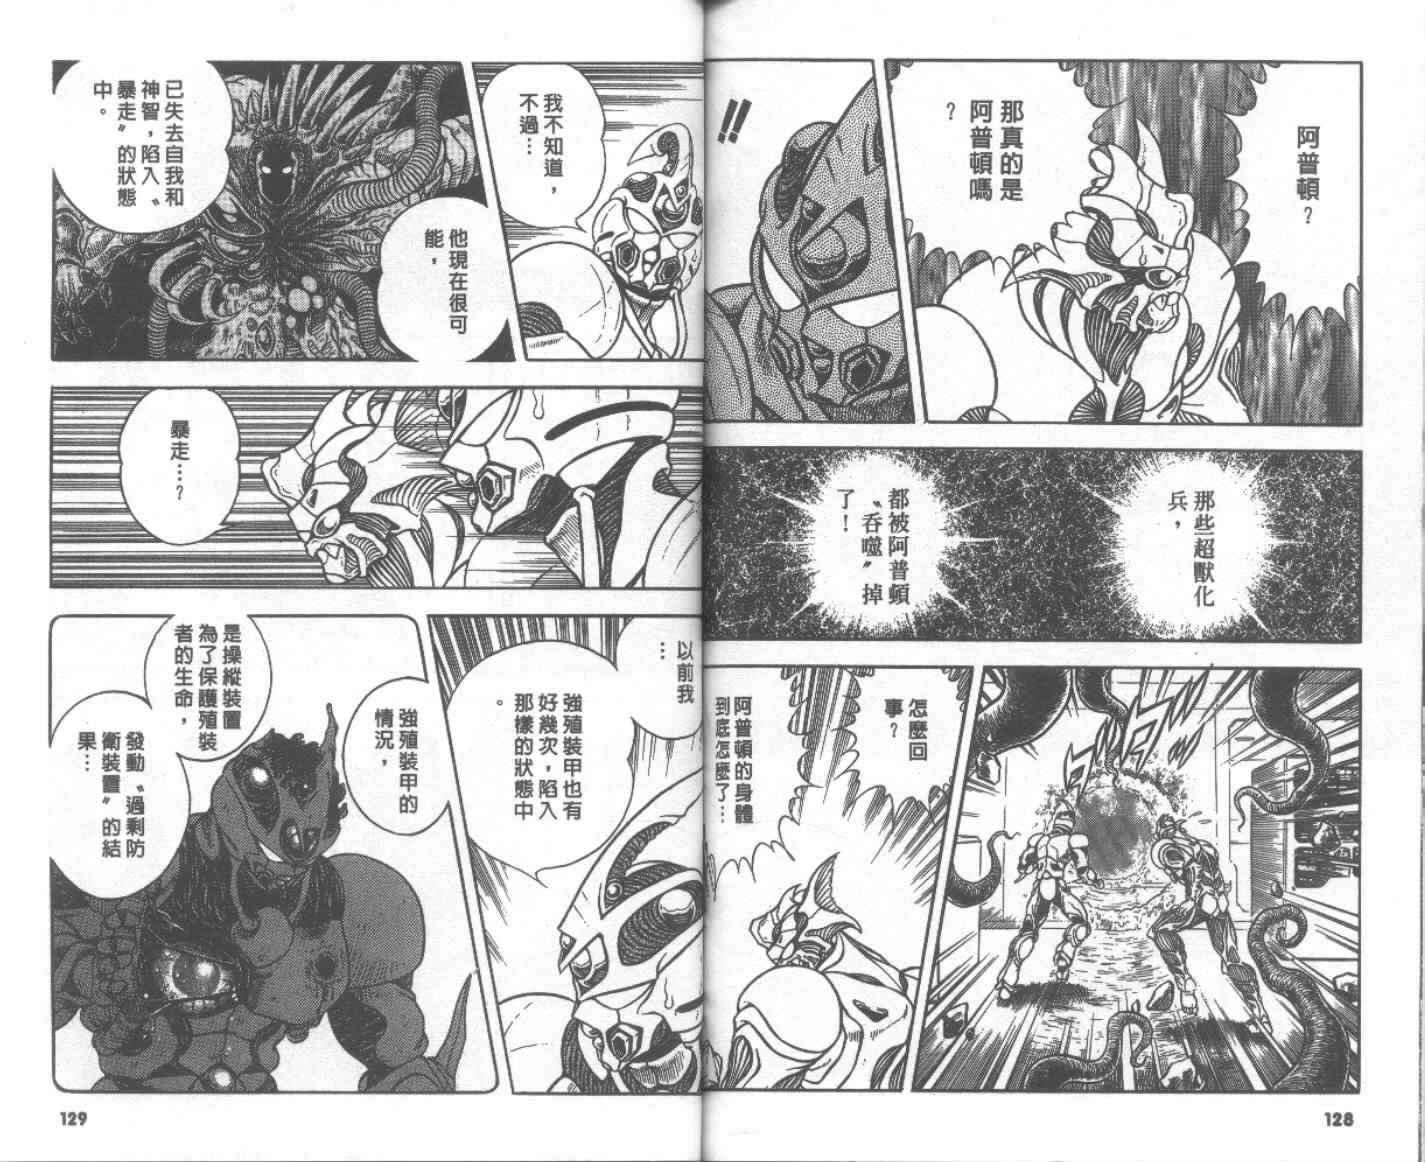 阿普頓?
那真的是
阿普頓嗎
?
!!
那些超獸化
兵,
都被阿普頓
〝吞噬〞掉
了!
怎麼回
事?
阿普頓的身體
到底怎麼了…
我不知道,
不過…
他現在很可
能,
已失去自我和
神智,陷入〝
暴走〞的狀態
中。
暴走…?
以前我
…
強殖裝甲也有
好幾次,陷入
那樣的狀態中
。
強殖裝甲的
情況,
是操縱裝置
為了保護殖裝
者的生命,
發動〝過剩防
衛裝置〞的結
果…
129
128